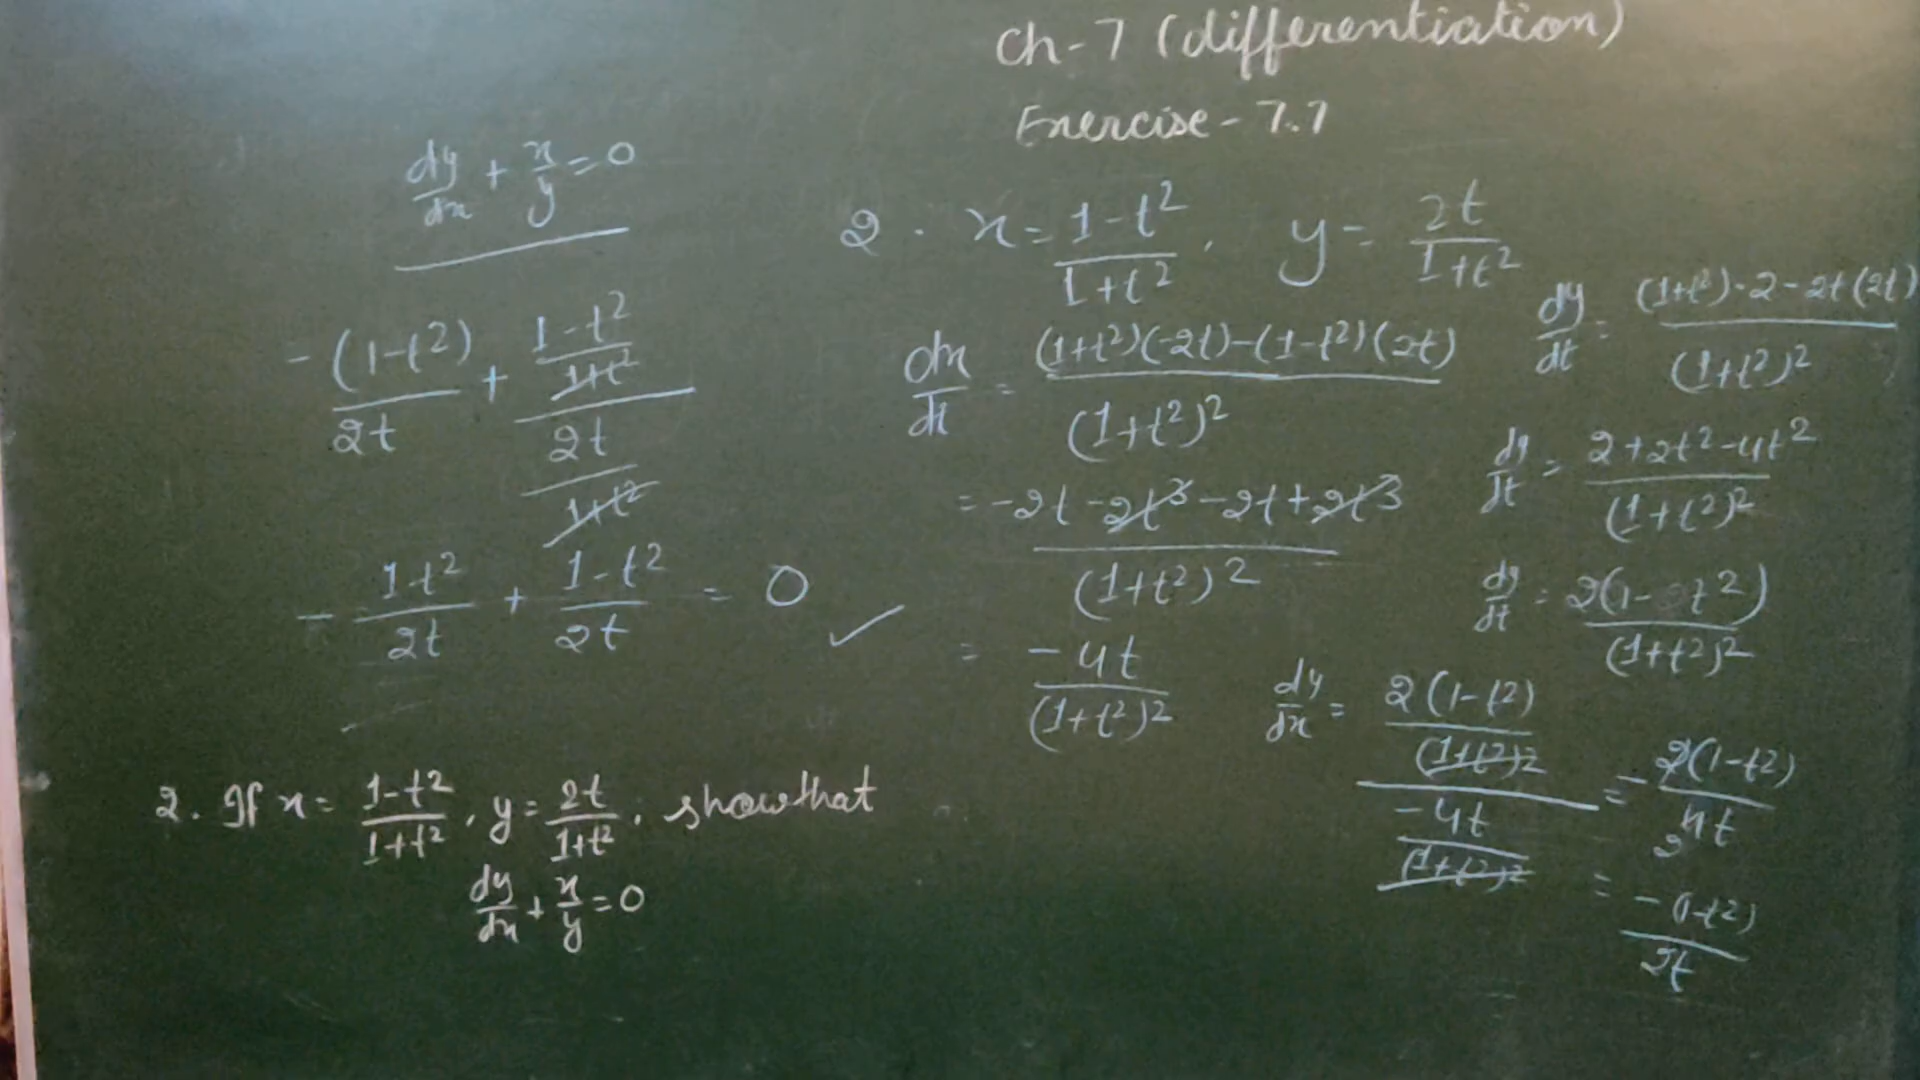 Ch-7 (differentiation)
Exercise - 7.7
2. x = (1-t²)/(1+t²), y = 2t/(1+t²)
dx/dt = ((1+t²)(-2t)-(1-t²)(2t))/(1+t²)²
= (-2t-2t³-2t+2t³)/(1+t²)²
= -4t/(1+t²)²
dy/dt = ((1+t²)·2-2t(2t))/(1+t²)²
dy/dt = (2+2t²-4t²)/(1+t²)²
dy/dt = 2(1-t²)/(1+t²)²
dy/dx = (2(1-t²)/(1+t²)²)/(-4t/(1+t²)²) = -2(1-t²)/4t
2
= -(1-t²)/2t
dy/dx + x/y = 0
-(1-t²)/2t + ((1-t²)/(1+t²))/(2t/(1+t²))
- (1-t²)/2t + (1-t²)/2t = 0 ✓
2. If x = (1-t²)/(1+t²), y = 2t/(1+t²), show that
dy/dx + x/y = 0